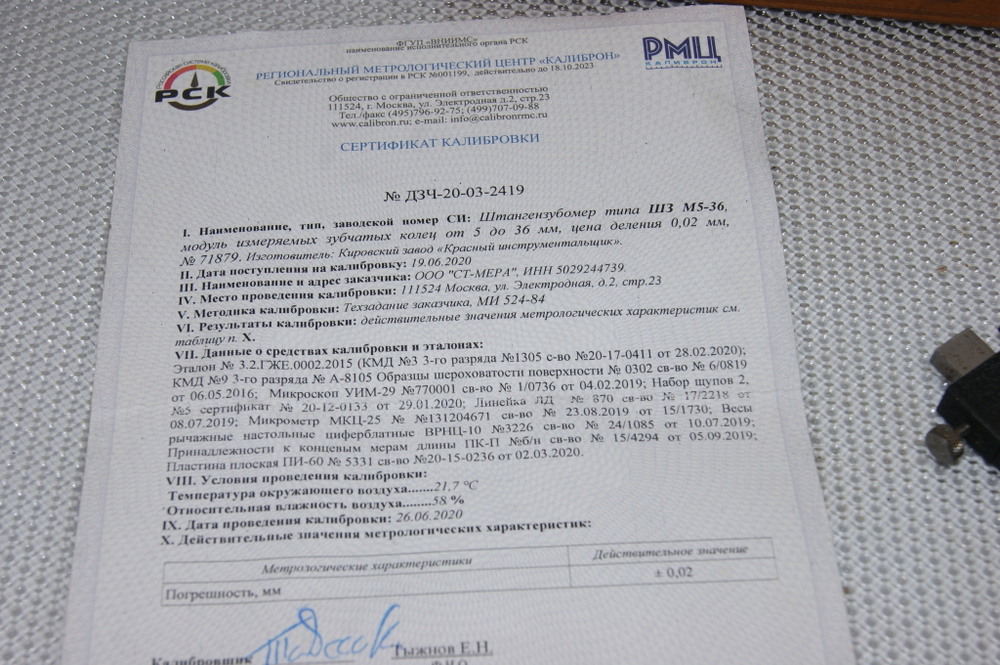 ФГУП «ВНИИМС»
наименование исполнительного органа РСК
РОССИЙСКАЯ СИСТЕМА КАЛИБРОВКИ
РСК
РЕГИОНАЛЬНЫЙ МЕТРОЛОГИЧЕСКИЙ ЦЕНТР «КАЛИБРОН»
РМЦ
КАЛИБРОН
Свидетельство о регистрации в РСК №001199, действительно до 18.10.2023
Общество с ограниченной ответственностью
111524, г. Москва, ул. Электродная д.2, стр.23
Тел./факс (495)796-92-75; (499)707-09-88
www.calibron.ru; e-mail: info@calibronrmc.ru
СЕРТИФИКАТ КАЛИБРОВКИ
№ ДЗЧ-20-03-2419
I. Наименование, тип, заводской номер СИ: Штангензубомер типа ШЗ М5-36,
модуль измеряемых зубчатых колец от 5 до 36 мм, цена деления 0,02 мм,
№ 71879. Изготовитель: Кировский завод «Красный инструментальщик».
II. Дата поступления на калибровку: 19.06.2020
III. Наименование и адрес заказчика: ООО "СТ-МЕРА", ИНН 5029244739.
IV. Место проведения калибровки: 111524 Москва, ул. Электродная, д.2, стр.23
V. Методика калибровки: Техзадание заказчика, МИ 524-84
VI. Результаты калибровки: действительные значения метрологических характеристик см.
таблицу п. X.
VII. Данные о средствах калибровки и эталонах:
Эталон № 3.2.ГЖЕ.0002.2015 (КМД №3 3-го разряда №1305 с-во №20-17-0411 от 28.02.2020);
КМД №9 3-го разряда № А-8105 Образцы шероховатости поверхности № 0302 св-во № 6/0819
от 06.05.2016; Микроскоп УИМ-29 №770001 св-во № 1/0736 от 04.02.2019; Набор щупов 2,
№5 сертификат № 20-12-0133 от 29.01.2020; Линейка ЛД № 870 св-во № 17/2218 от
08.07.2019; Микрометр МКЦ-25 № №131204671 св-во № 23.08.2019 от 15/1730; Весы
рычажные настольные циферблатные ВРНЦ-10 №3226 св-во № 24/1085 от 10.07.2019;
Принадлежности к концевым мерам длины ПК-П №б/н св-во № 15/4294 от 05.09.2019;
Пластина плоская ПИ-60 № 5331 св-во №20-15-0236 от 02.03.2020.
VIII. Условия проведения калибровки:
Температура окружающего воздуха.......21,7 °С
Относительная влажность воздуха........58 %
IX. Дата проведения калибровки: 26.06.2020
X. Действительные значения метрологических характеристик:
Метрологические характеристики Действительное значение
Погрешность, мм ± 0,02
Калибровщик Тыжнов Е.Н.
Ф.И.О.